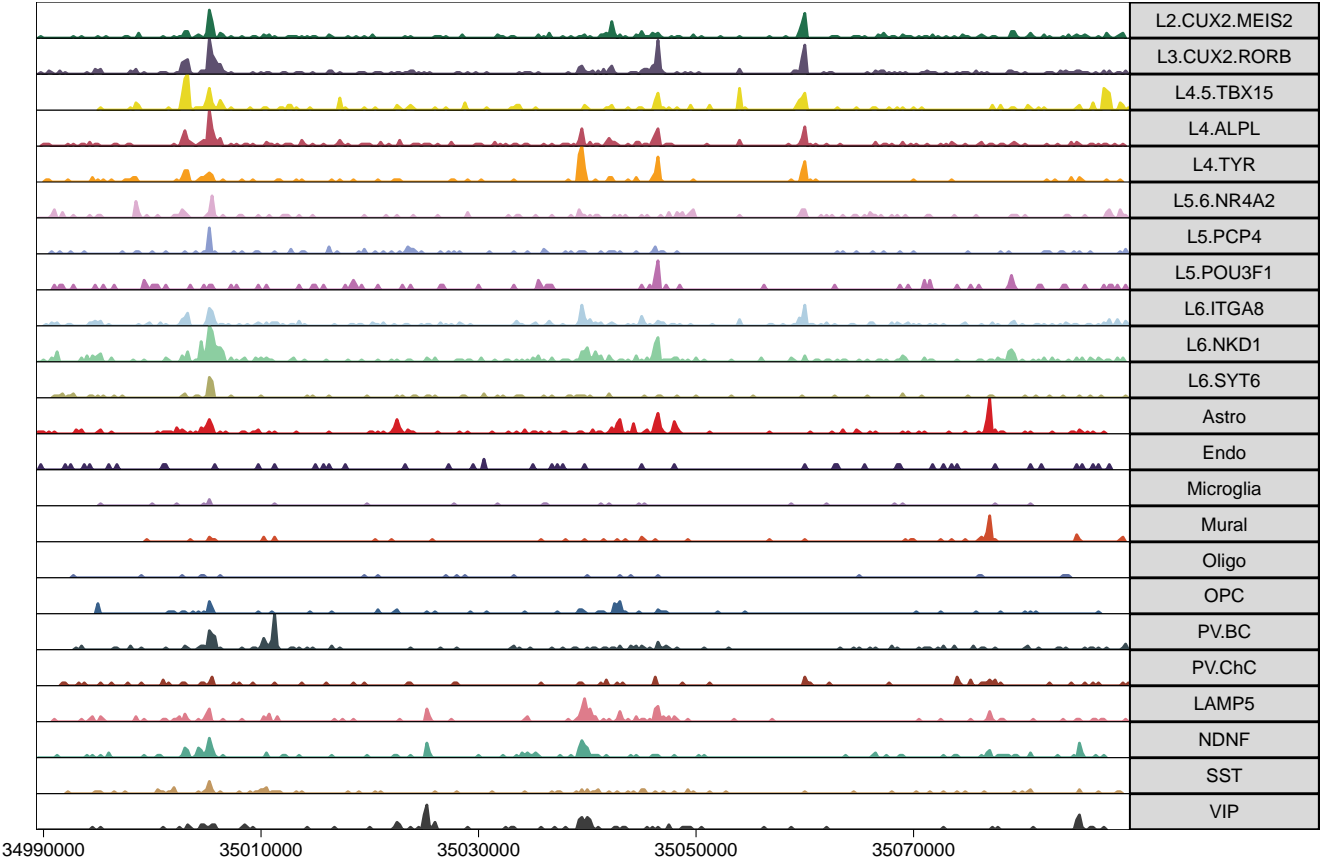 L2.CUX2.MEIS2
L3.CUX2.RORB
L4.5.TBX15
L4.ALPL
L4.TYR
L5.6.NR4A2
L5.PCP4
L5.POU3F1
L6.ITGA8
L6.NKD1
L6.SYT6
Astro
Endo
Microglia
Mural
Oligo
OPC
PV.BC
PV.ChC
LAMP5
NDNF
SST
VIP
34990000 35010000 35030000 35050000 35070000